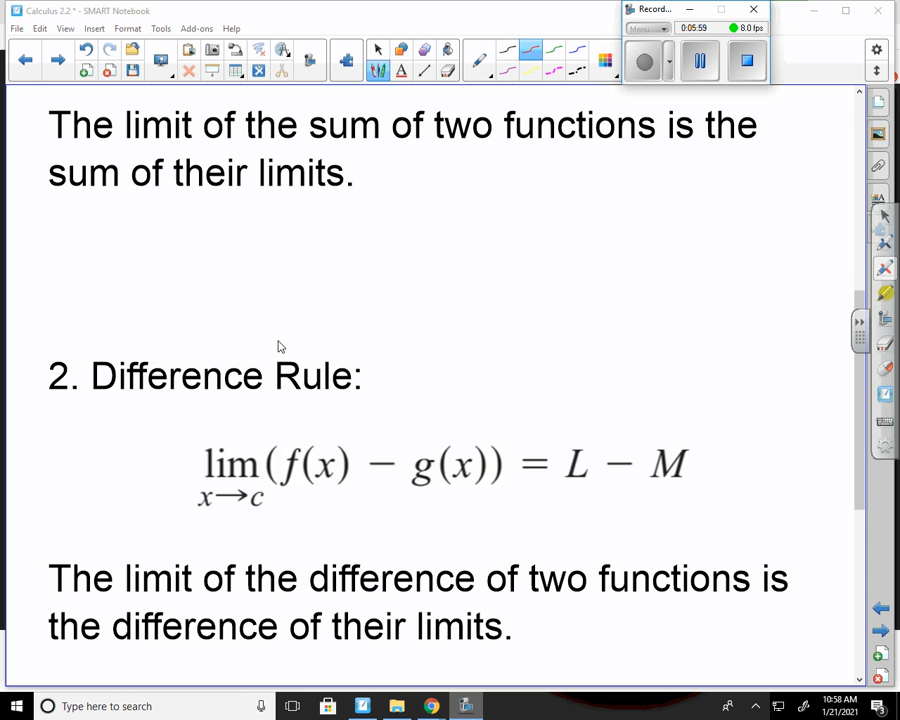 Calculus 2.2 * - SMART Notebook
Record...
File Edit View Insert Format Tools Add-ons Help
Menu
0:05:59
8.0 fps
The limit of the sum of two functions is the
sum of their limits.
2. Difference Rule:
lim (f(x) − g(x)) = L − M
x→c
The limit of the difference of two functions is
the difference of their limits.
Type here to search
10:58 AM
1/21/2021
3